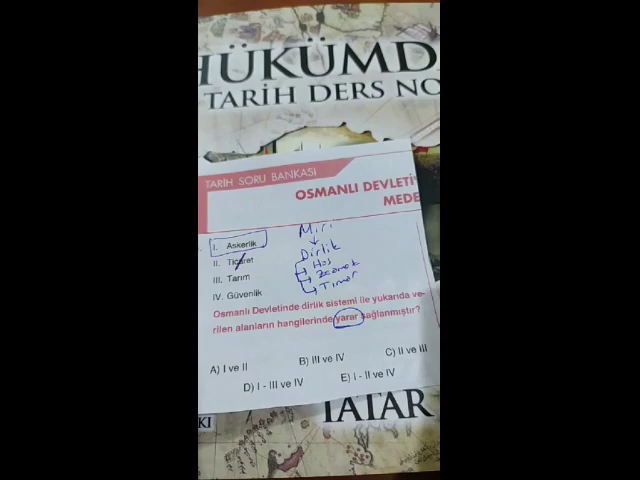 HÜKÜMD
TARİH DERS NO
TARİH SORU BANKASI
OSMANLI DEVLETİ
MEDE
Miri
I. Askerlik
Dirlik
II. Ticaret
Has
III. Tarım
Zeamet
Tımar
IV. Güvenlik
Osmanlı Devletinde dirlik sistemi ile yukarıda ve-
rilen alanların hangilerinde yarar sağlanmıştır?
A) I ve II
B) III ve IV
C) II ve III
D) I - III ve IV
E) I - II ve IV
KI
TATAR